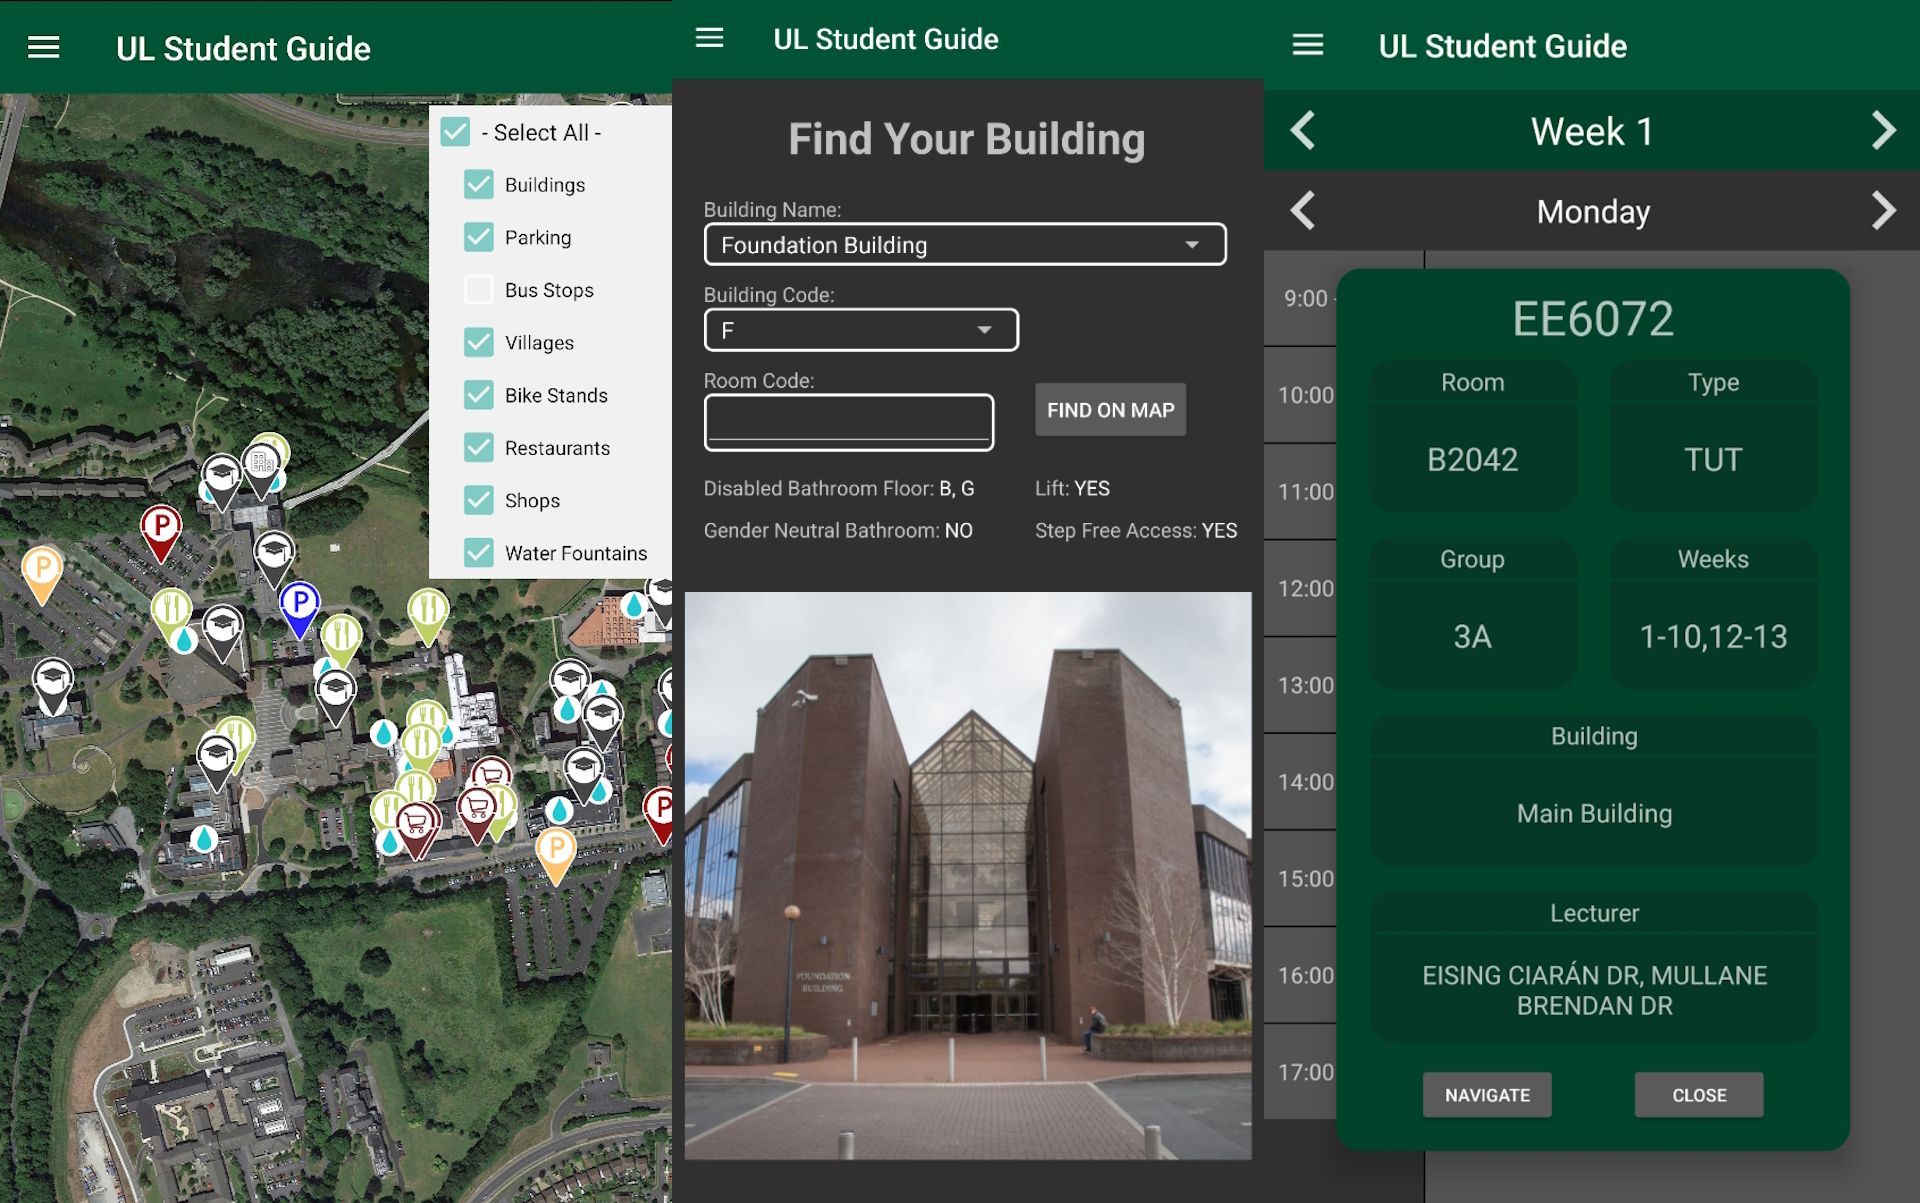 UL Student Guide
- Select All -
Buildings
Parking
Bus Stops
Villages
Bike Stands
Restaurants
Shops
Water Fountains
P
P
P
P
P
UL Student Guide
Find Your Building
Building Name:
Foundation Building
Building Code:
F
Room Code:
FIND ON MAP
Disabled Bathroom Floor: B, G
Lift: YES
Gender Neutral Bathroom: NO
Step Free Access: YES
FOUNDATION
BUILDING
UL Student Guide
Week 1
Monday
9:00
10:00
11:00
12:00
13:00
14:00
15:00
16:00
17:00
EE6072
Room
B2042
Type
TUT
Group
3A
Weeks
1-10,12-13
Building
Main Building
Lecturer
EISING CIARÁN DR, MULLANE
BRENDAN DR
NAVIGATE
CLOSE